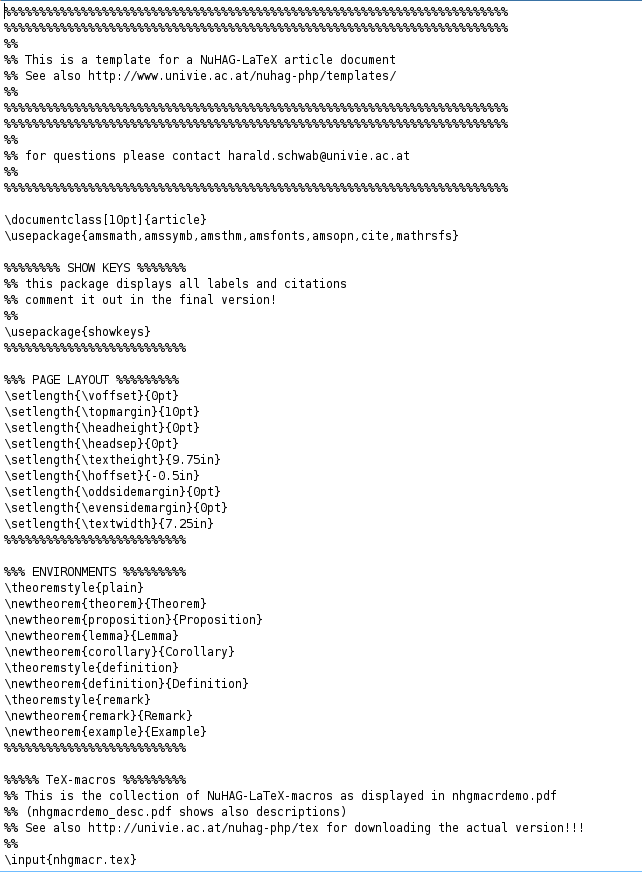 %%%%%%%%%%%%%%%%%%%%%%%%%%%%%%%%%%%%%%%%%%%%%%%%%%%%%%%%%%
%%%%%%%%%%%%%%%%%%%%%%%%%%%%%%%%%%%%%%%%%%%%%%%%%%%%%%%%%%
%%
%% This is a template for a NuHAG-LaTeX article document
%% See also http://www.univie.ac.at/nuhag-php/templates/
%%
%%%%%%%%%%%%%%%%%%%%%%%%%%%%%%%%%%%%%%%%%%%%%%%%%%%%%%%%%%
%%%%%%%%%%%%%%%%%%%%%%%%%%%%%%%%%%%%%%%%%%%%%%%%%%%%%%%%%%
%%
%% for questions please contact harald.schwab@univie.ac.at
%%
%%%%%%%%%%%%%%%%%%%%%%%%%%%%%%%%%%%%%%%%%%%%%%%%%%%%%%%%%%
\documentclass[10pt]{article}
\usepackage{amsmath,amssymb,amsthm,amsfonts,amsopn,cite,mathrsfs}
%%%%%%%% SHOW KEYS %%%%%%%
%% this package displays all labels and citations
%% comment it out in the final version!
%%
\usepackage{showkeys}
%%%%%%%%%%%%%%%%%%%%%%%%%%
%%% PAGE LAYOUT %%%%%%%%%
\setlength{\voffset}{0pt}
\setlength{\topmargin}{10pt}
\setlength{\headheight}{0pt}
\setlength{\headsep}{0pt}
\setlength{\textheight}{9.75in}
\setlength{\hoffset}{-0.5in}
\setlength{\oddsidemargin}{0pt}
\setlength{\evensidemargin}{0pt}
\setlength{\textwidth}{7.25in}
%%%%%%%%%%%%%%%%%%%%%%%%%%
%%% ENVIRONMENTS %%%%%%%%%
\theoremstyle{plain}
\newtheorem{theorem}{Theorem}
\newtheorem{proposition}{Proposition}
\newtheorem{lemma}{Lemma}
\newtheorem{corollary}{Corollary}
\theoremstyle{definition}
\newtheorem{definition}{Definition}
\theoremstyle{remark}
\newtheorem{remark}{Remark}
\newtheorem{example}{Example}
%%%%%%%%%%%%%%%%%%%%%%%%%%
%%%%% TeX-macros %%%%%%%%%
%% This is the collection of NuHAG-LaTeX-macros as displayed in nhgmacrdemo.pdf
%% (nhgmacrdemo_desc.pdf shows also descriptions)
%% See also http://univie.ac.at/nuhag-php/tex for downloading the actual version!!!
%%
\input{nhgmacr.tex}